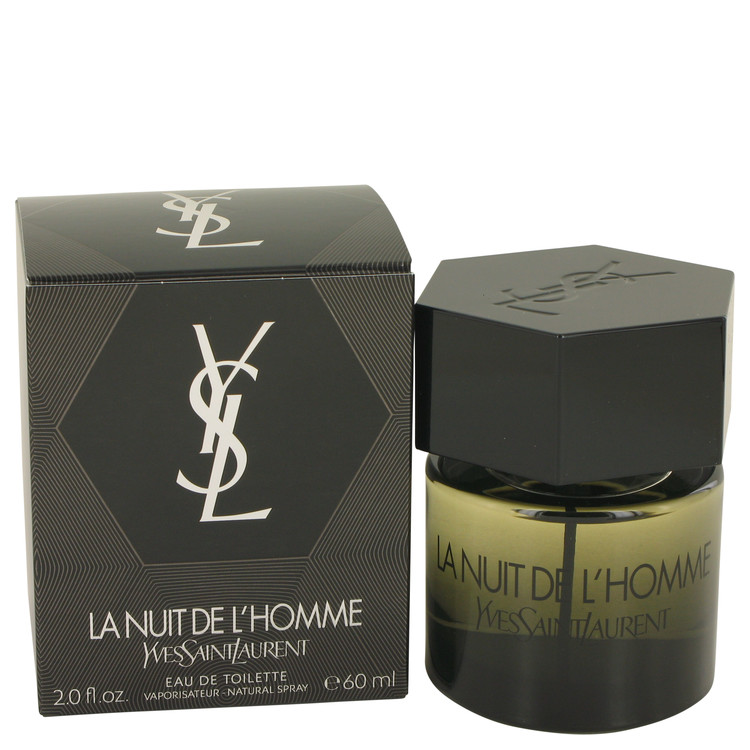 YSL
YSL
LA NUIT DE L'HOMME
YVESSAINTLAURENT
EAU DE TOILETTE
2.0 fl.oz. VAPORISATEUR - NATURAL SPRAY ℮60 ml
YSL
LA NUIT DE L'HOMME
YVESSAINTLAURENT